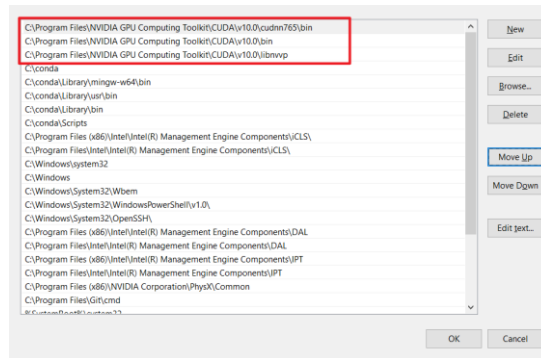 C:\Program Files\NVIDIA GPU Computing Toolkit\CUDA\v10.0\cudnn765\bin
C:\Program Files\NVIDIA GPU Computing Toolkit\CUDA\v10.0\bin
C:\Program Files\NVIDIA GPU Computing Toolkit\CUDA\v10.0\libnvvp
C:\conda
C:\conda\Library\mingw-w64\bin
C:\conda\Library\usr\bin
C:\conda\Library\bin
C:\conda\Scripts
C:\Program Files (x86)\Intel\Intel(R) Management Engine Components\iCLS\
C:\Program Files\Intel\Intel(R) Management Engine Components\iCLS\
C:\Windows\system32
C:\Windows
C:\Windows\System32\Wbem
C:\Windows\System32\WindowsPowerShell\v1.0\
C:\Windows\System32\OpenSSH\
C:\Program Files (x86)\Intel\Intel(R) Management Engine Components\DAL
C:\Program Files\Intel\Intel(R) Management Engine Components\DAL
C:\Program Files (x86)\Intel\Intel(R) Management Engine Components\IPT
C:\Program Files\Intel\Intel(R) Management Engine Components\IPT
C:\Program Files (x86)\NVIDIA Corporation\PhysX\Common
C:\Program Files\Git\cmd
%SystemRoot%\system32
New
Edit
Browse...
Delete
Move Up
Move Down
Edit text...
OK
Cancel